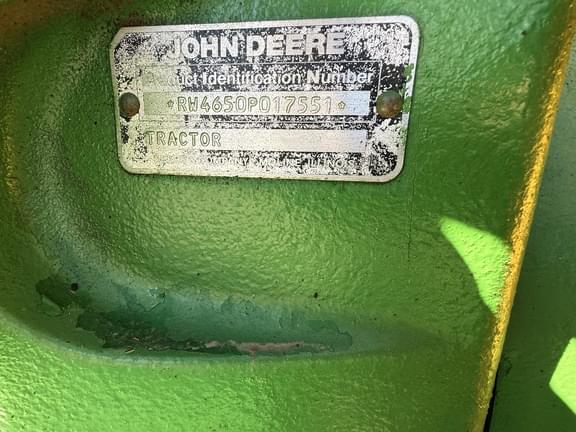 JOHN DEERE
Identification Number
*RW4650P017551*
TRACTOR